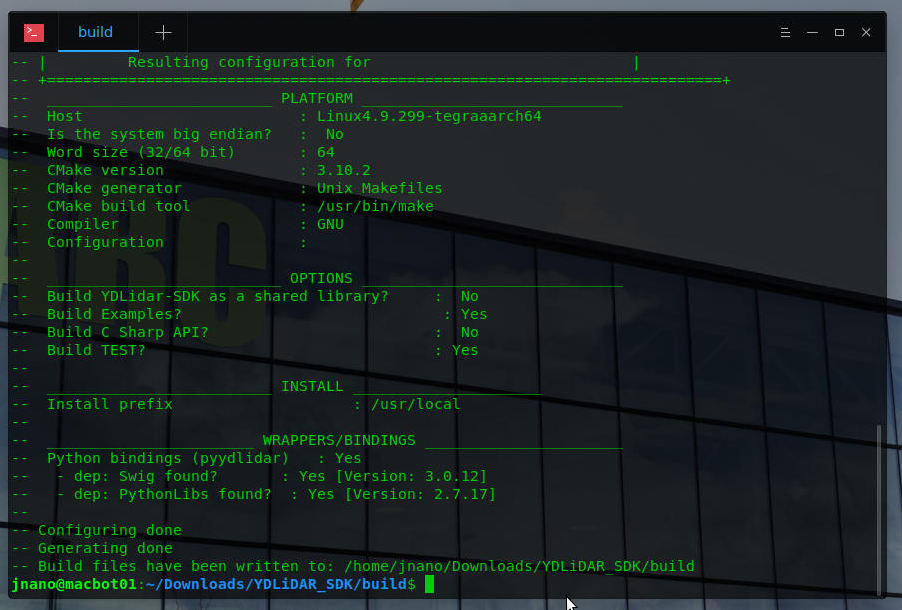 build
-- |          Resulting configuration for                              |
-- +===========================================================================+
--  _________________________ PLATFORM _____________________________
--  Host                         : Linux4.9.299-tegraaarch64
--  Is the system big endian?   :  No
--  Word size (32/64 bit)       : 64
--  CMake version               : 3.10.2
--  CMake generator             : Unix Makefiles
--  CMake build tool            : /usr/bin/make
--  Compiler                    : GNU
--  Configuration               :
--
--  __________________________ OPTIONS _____________________________
--  Build YDLidar-SDK as a shared library?     :  No
--  Build Examples?                             : Yes
--  Build C Sharp API?                         :  No
--  Build TEST?                                : Yes
--
--  _________________________ INSTALL _____________________
--  Install prefix                    : /usr/local
--
--  _______________________ WRAPPERS/BINDINGS ______________________
--  Python bindings (pyydlidar)   : Yes
--   - dep: Swig found?       : Yes [Version: 3.0.12]
--   - dep: PythonLibs found?  : Yes [Version: 2.7.17]
--
-- Configuring done
-- Generating done
-- Build files have been written to: /home/jnano/Downloads/YDLiDAR_SDK/build
jnano@macbot01:~/Downloads/YDLiDAR_SDK/build$